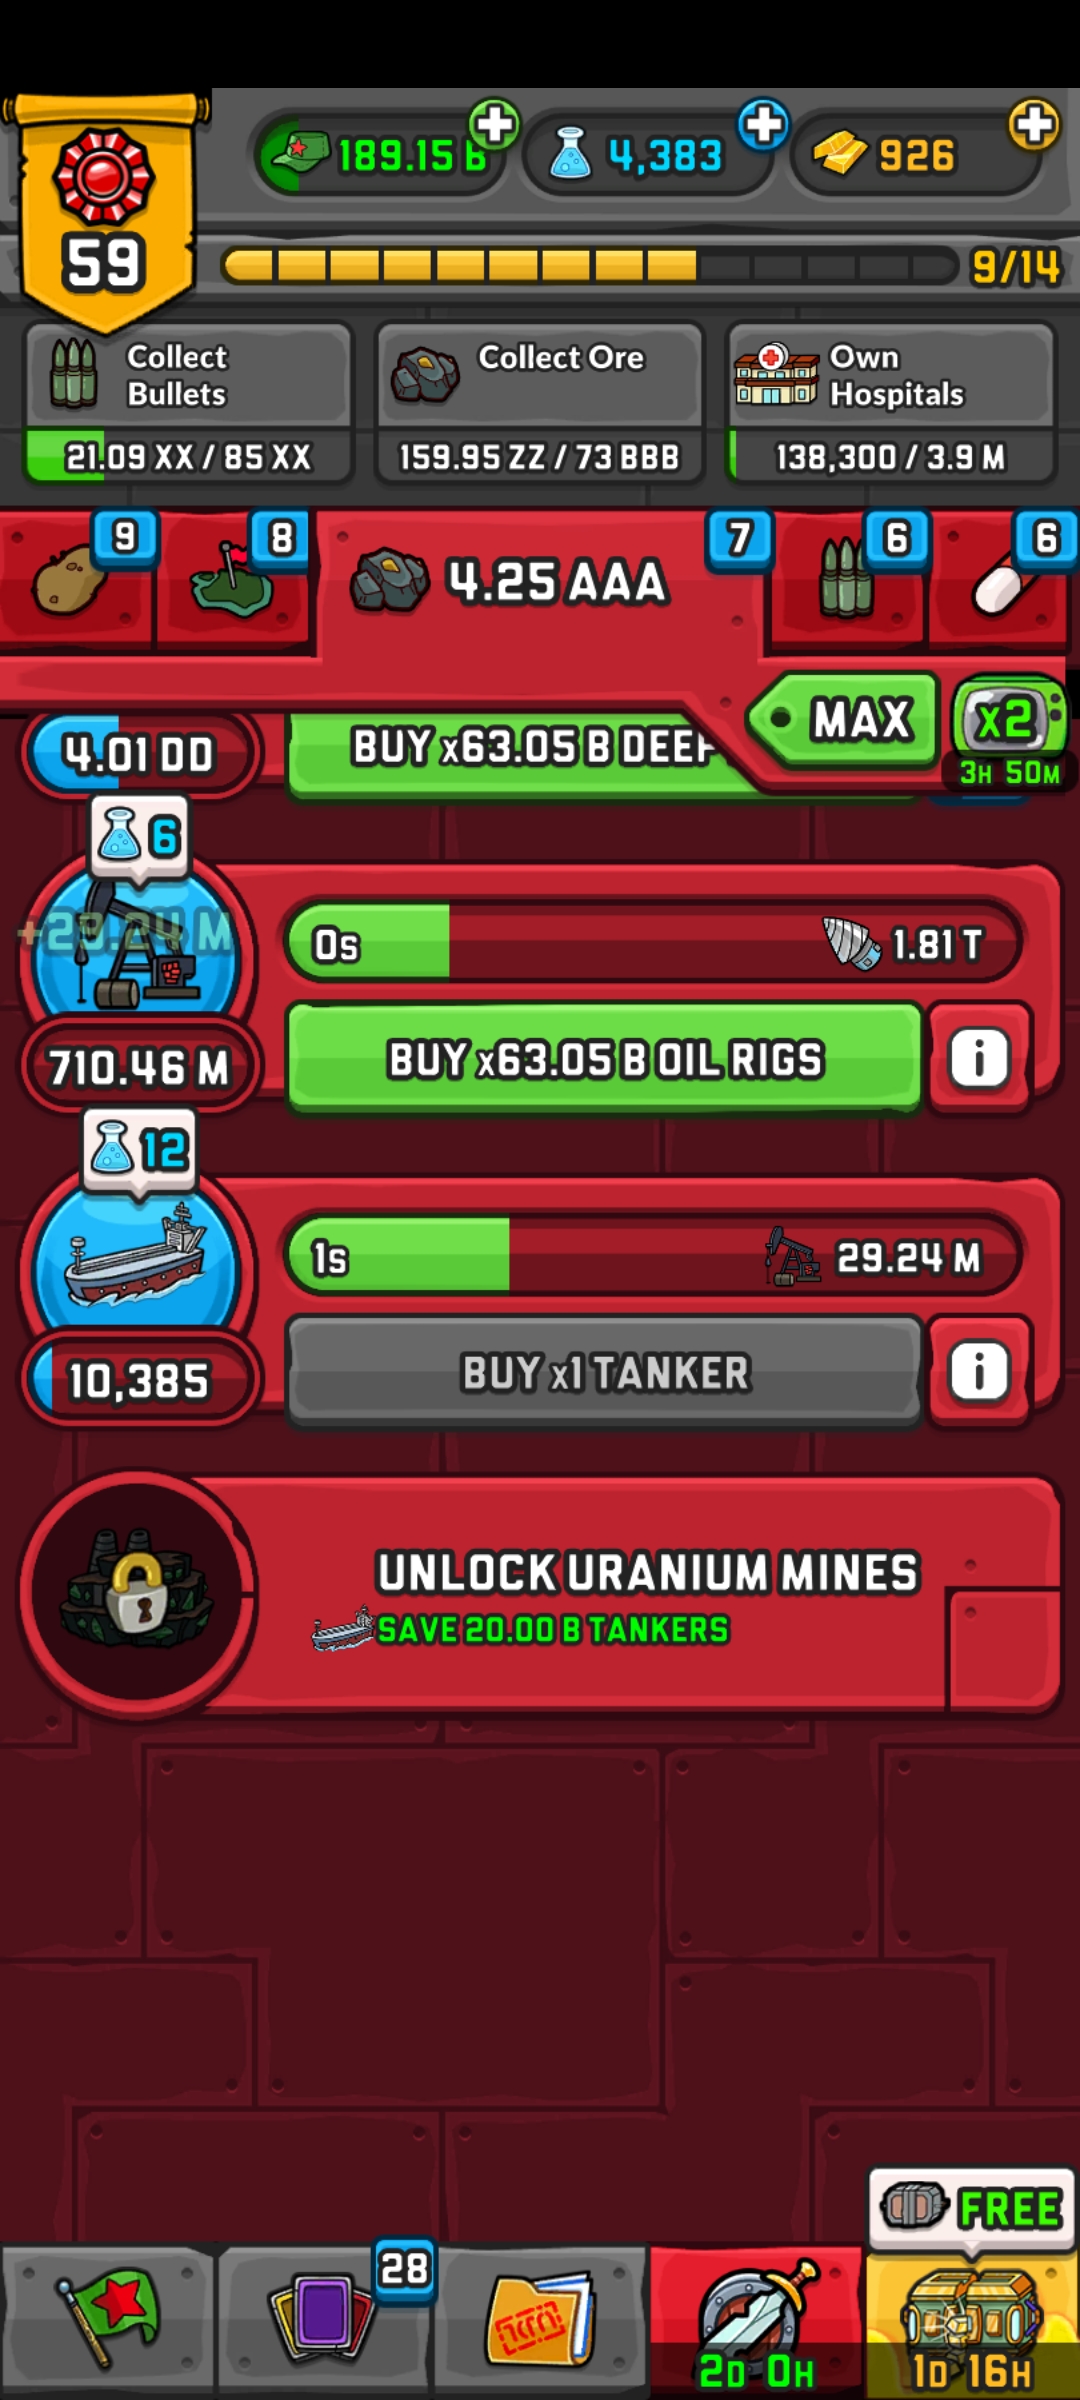 189.15 B
4,383
926
59
9/14
Collect
Bullets
21.09 XX / 85 XX
Collect Ore
159.95 ZZ / 73 BBB
Own
Hospitals
138,300 / 3.9 M
9
8
4.25 AAA
7
6
6
MAX
x2
3H 50M
4.01 DD
BUY x63.05 B DEEP
6
+29.24 M
0s
1.81 T
710.46 M
BUY x63.05 B OIL RIGS
i
12
1s
29.24 M
10,385
BUY x1 TANKER
i
UNLOCK URANIUM MINES
SAVE 20.00 B TANKERS
FREE
28
2D 0H
1D 16H